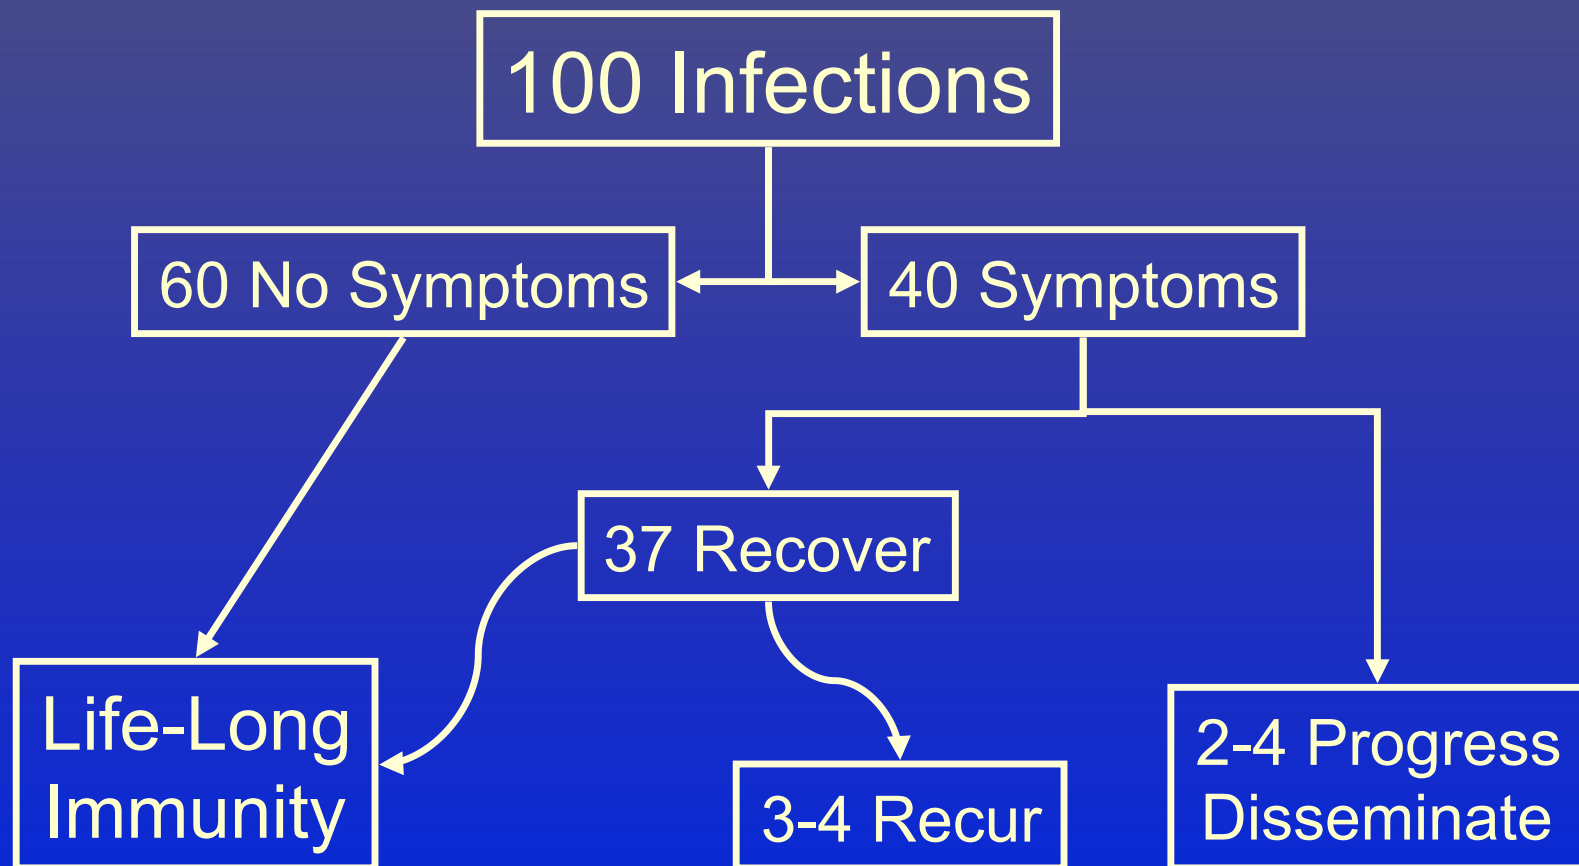 100 Infections
60 No Symptoms
40 Symptoms
37 Recover
Life-Long
Immunity
3-4 Recur
2-4 Progress
Disseminate